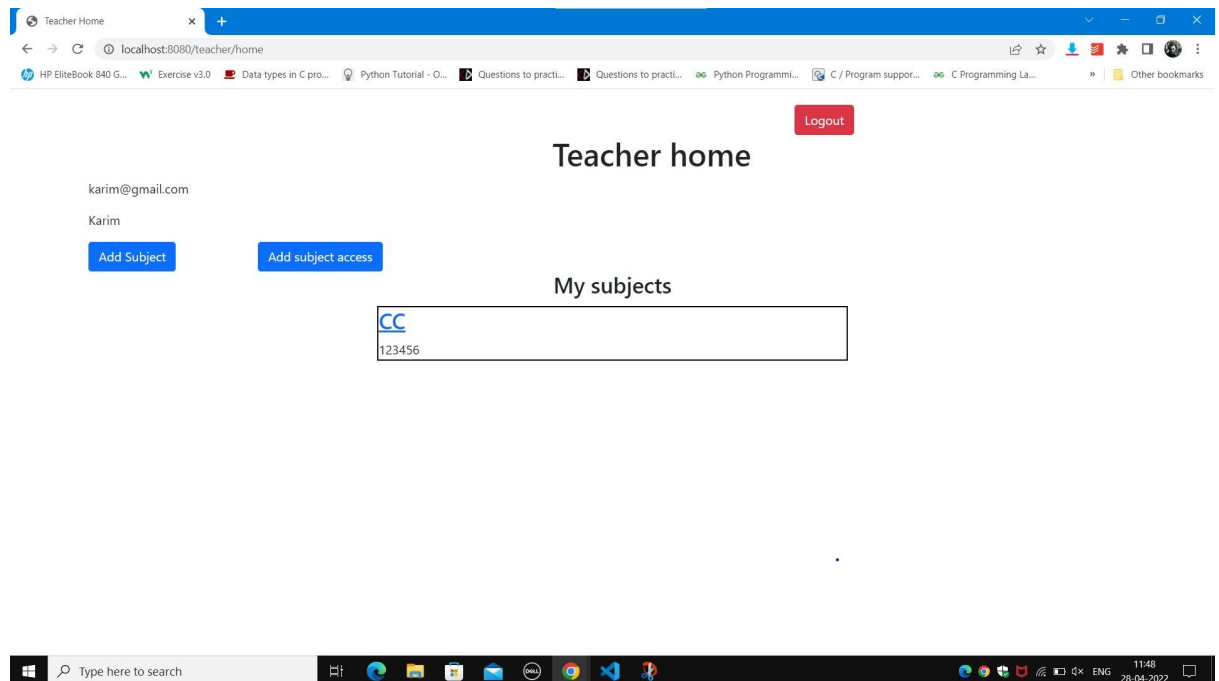 Teacher Home
localhost:8080/teacher/home
HP EliteBook 840 G... Exercise v3.0 Data types in C pro... Python Tutorial - O... Questions to practi... Questions to practi... Python Programmi... C / Program suppor... C Programming La... » Other bookmarks
Logout
Teacher home
karim@gmail.com
Karim
Add Subject Add subject access
My subjects
CC
123456
Type here to search
ENG 11:48
28-04-2022